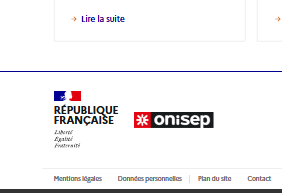 Lire la suite
RÉPUBLIQUE
FRANÇAISE
Liberté
Égalité
Fraternité
onisep
Mentions légales Données personnelles Plan du site Contact